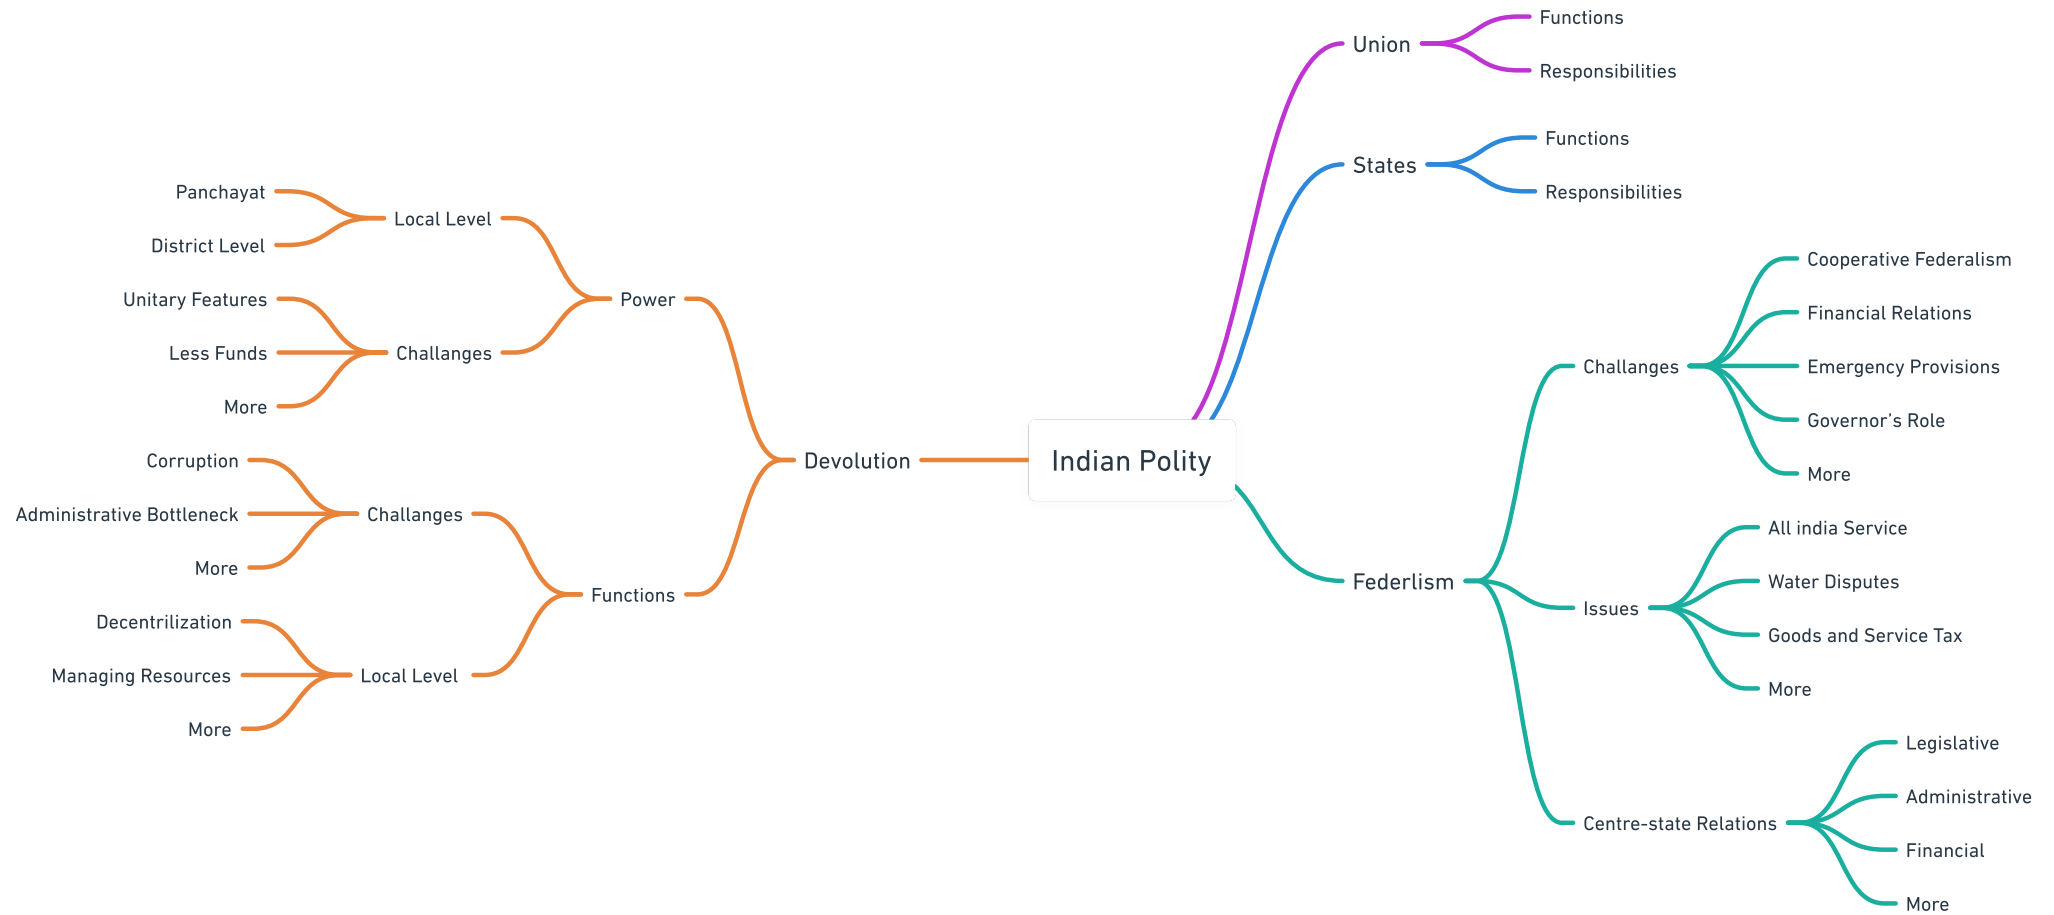 Indian Polity
Union
Functions
Responsibilities
States
Functions
Responsibilities
Federlism
Challanges
Cooperative Federalism
Financial Relations
Emergency Provisions
Governor’s Role
More
Issues
All india Service
Water Disputes
Goods and Service Tax
More
Centre-state Relations
Legislative
Administrative
Financial
More
Devolution
Power
Local Level
Panchayat
District Level
Challanges
Unitary Features
Less Funds
More
Functions
Challanges
Corruption
Administrative Bottleneck
More
Local Level
Decentrilization
Managing Resources
More